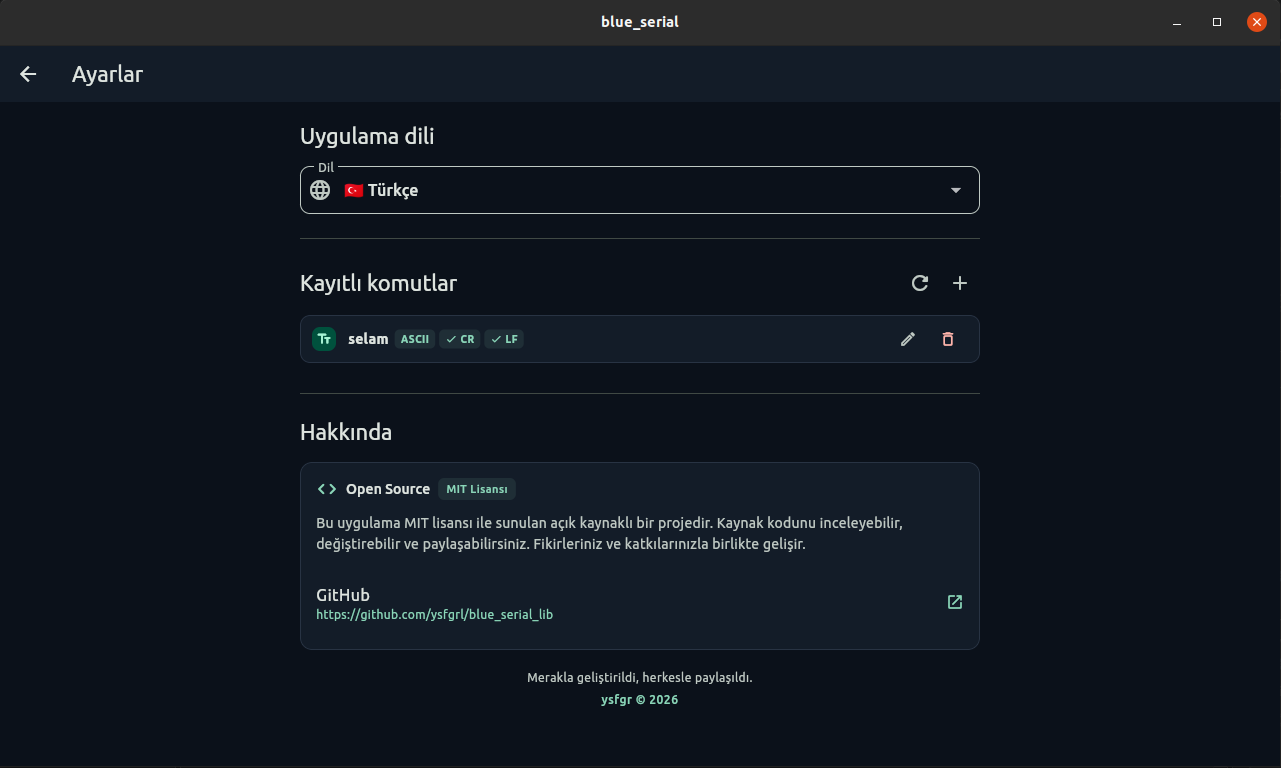 blue_serial
Ayarlar
Uygulama dili
Dil
Türkçe
Kayıtlı komutlar
Tт selam ASCII CR LF
Hakkında
Open Source MIT Lisansı
Bu uygulama MIT lisansı ile sunulan açık kaynaklı bir projedir. Kaynak kodunu inceleyebilir,
değiştirebilir ve paylaşabilirsiniz. Fikirleriniz ve katkılarınızla birlikte gelişir.
GitHub
https://github.com/ysfgrl/blue_serial_lib
Merakla geliştirildi, herkesle paylaşıldı.
ysfgr © 2026